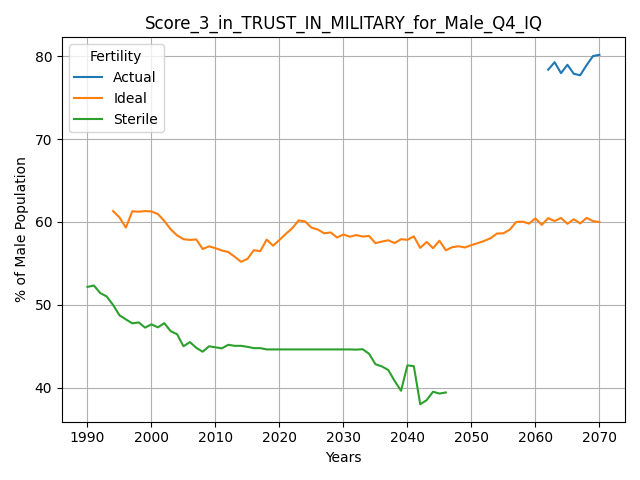 Score_3_in_TRUST_IN_MILITARY_for_Male_Q4_IQ
Fertility
Actual
Ideal
Sterile
% of Male Population
80
70
60
50
40
1990 2000 2010 2020 2030 2040 2050 2060 2070
Years